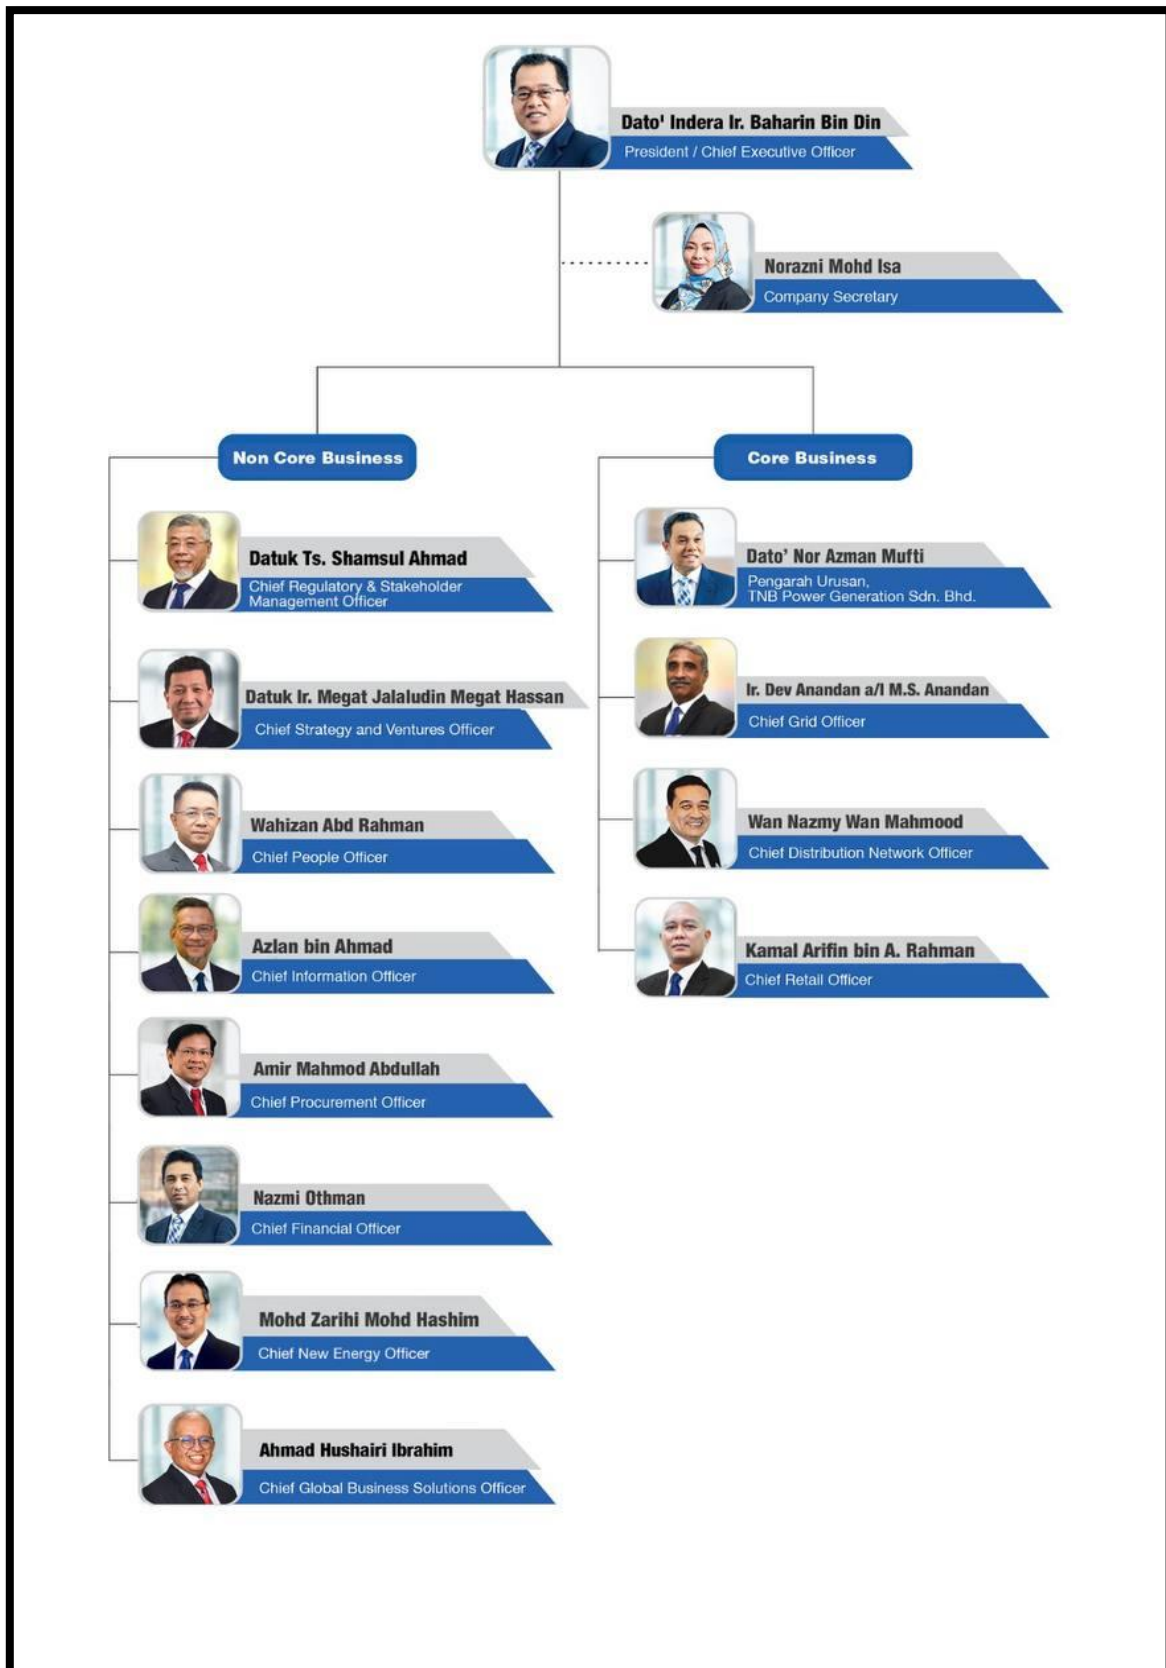 Dato' Indera Ir. Baharin Bin Din
President / Chief Executive Officer
Norazni Mohd Isa
Company Secretary
Non Core Business
Datuk Ts. Shamsul Ahmad
Chief Regulatory & Stakeholder
Management Officer
Datuk Ir. Megat Jalaludin Megat Hassan
Chief Strategy and Ventures Officer
Wahizan Abd Rahman
Chief People Officer
Azlan bin Ahmad
Chief Information Officer
Amir Mahmod Abdullah
Chief Procurement Officer
Nazmi Othman
Chief Financial Officer
Mohd Zarihi Mohd Hashim
Chief New Energy Officer
Ahmad Hushairi Ibrahim
Chief Global Business Solutions Officer
Core Business
Dato’ Nor Azman Mufti
Pengarah Urusan,
TNB Power Generation Sdn. Bhd.
Ir. Dev Anandan a/l M.S. Anandan
Chief Grid Officer
Wan Nazmy Wan Mahmood
Chief Distribution Network Officer
Kamal Arifin bin A. Rahman
Chief Retail Officer